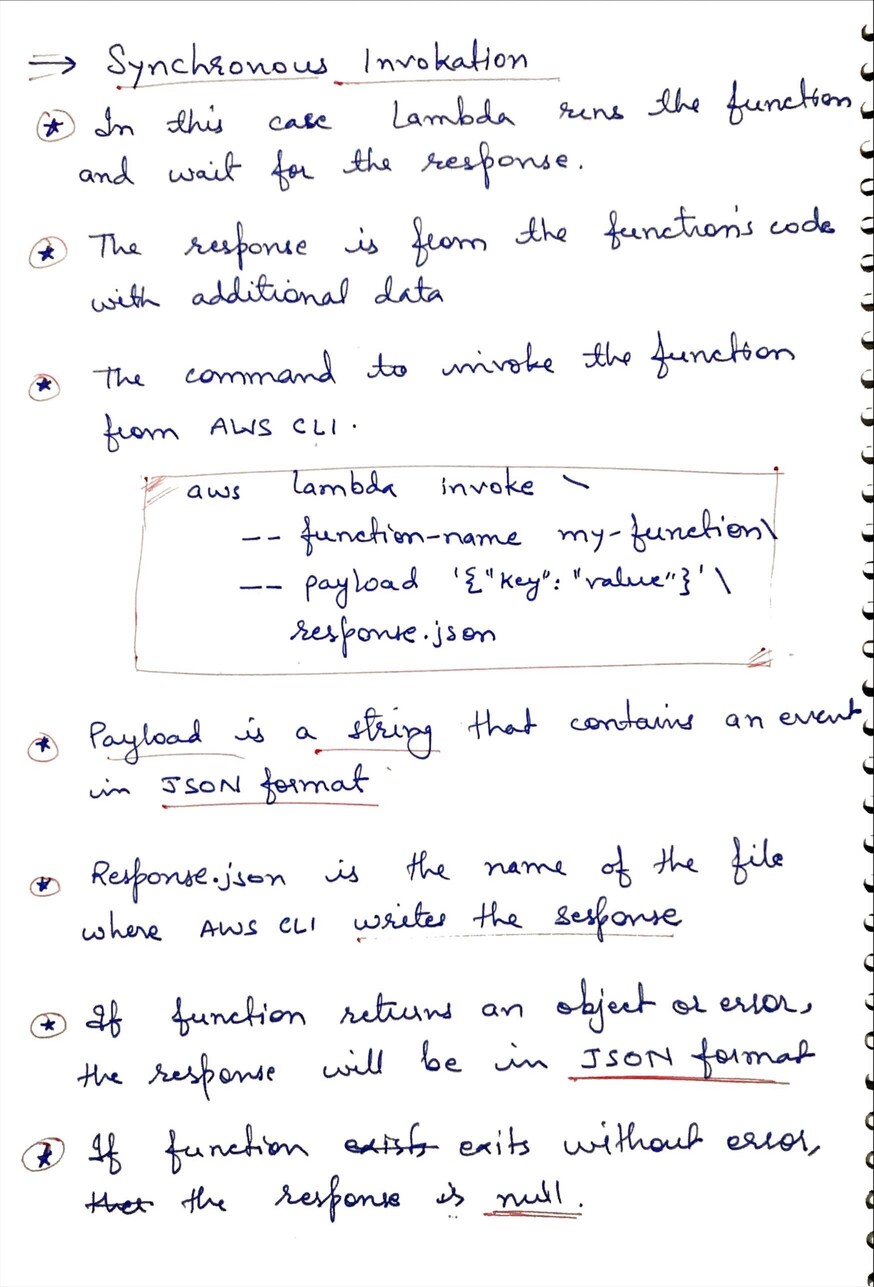 ⇒ Synchronous Invokation
* In this case Lambda runs the function
and wait for the response.
* The response is from the function's code
with additional data
* The command to invoke the function
from AWS CLI.
aws lambda invoke \
-- function-name my-function\
-- payload '{"key": "value"}' \
response.json
* Payload is a string that contains an event
in JSON format
* Response.json is the name of the file
where AWS CLI writes the response
* If function returns an object or error,
the response will be in JSON format
* If function exists exits without error,
that the response is null.